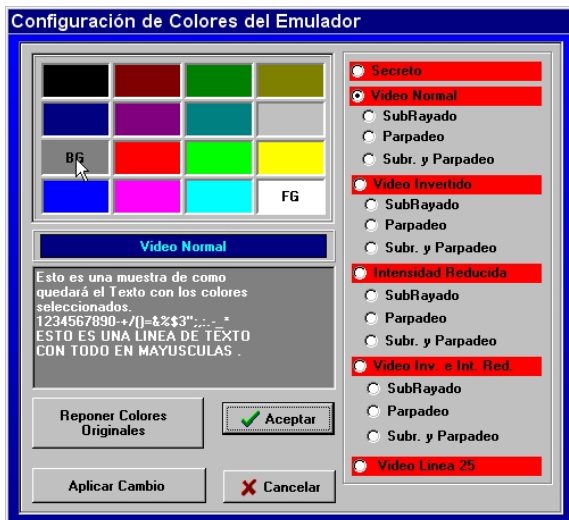 Configuración de Colores del Emulador
BG
FG
Video Normal
Esto es una muestra de como
quedará el Texto con los colores
seleccionados.
1234567890-+/()=&%$3";,:.-_*
ESTO ES UNA LINEA DE TEXTO
CON TODO EN MAYUSCULAS .
Reponer Colores
Originales
Aceptar
Aplicar Cambio
Cancelar
Secreto
Video Normal
SubRayado
Parpadeo
Subr. y Parpadeo
Video Invertido
SubRayado
Parpadeo
Subr. y Parpadeo
Intensidad Reducida
SubRayado
Parpadeo
Subr. y Parpadeo
Video Inv. e Int. Red.
SubRayado
Parpadeo
Subr. y Parpadeo
Video Linea 25